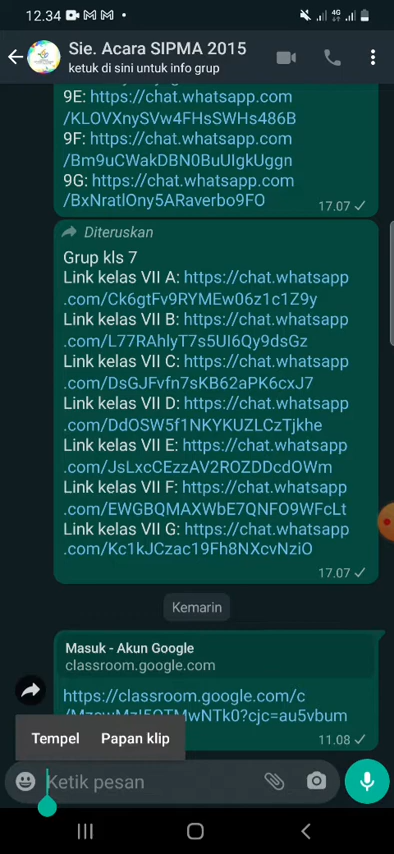 12.34
4G
Sie. Acara SIPMA 2015
ketuk di sini untuk info grup
9E: https://chat.whatsapp.com
/KLOVXnySVw4FHsSWHs486B
9F: https://chat.whatsapp.com
/Bm9uCWakDBN0BuUIgkUggn
9G: https://chat.whatsapp.com
/BxNratlOny5ARaverbo9FO
17.07
Diteruskan
Grup kls 7
Link kelas VII A: https://chat.whatsapp
.com/Ck6gtFv9RYMEw06z1c1Z9y
Link kelas VII B: https://chat.whatsapp
.com/L77RAhlyT7s5UI6Qy9dsGz
Link kelas VII C: https://chat.whatsapp
.com/DsGJFvfn7sKB62aPK6cxJ7
Link kelas VII D: https://chat.whatsapp
.com/DdOSW5f1NKYKUZLCzTjkhe
Link kelas VII E: https://chat.whatsapp
.com/JsLxcCEzzAV2ROZDDcdOWm
Link kelas VII F: https://chat.whatsapp
.com/EWGBQMAXWbE7QNFO9WFcLt
Link kelas VII G: https://chat.whatsapp
.com/Kc1kJCzac19Fh8NXcvNziO
17.07
Kemarin
Masuk - Akun Google
classroom.google.com
https://classroom.google.com/c
?cjc=au5vbum
11.08
Tempel Papan klip
Ketik pesan